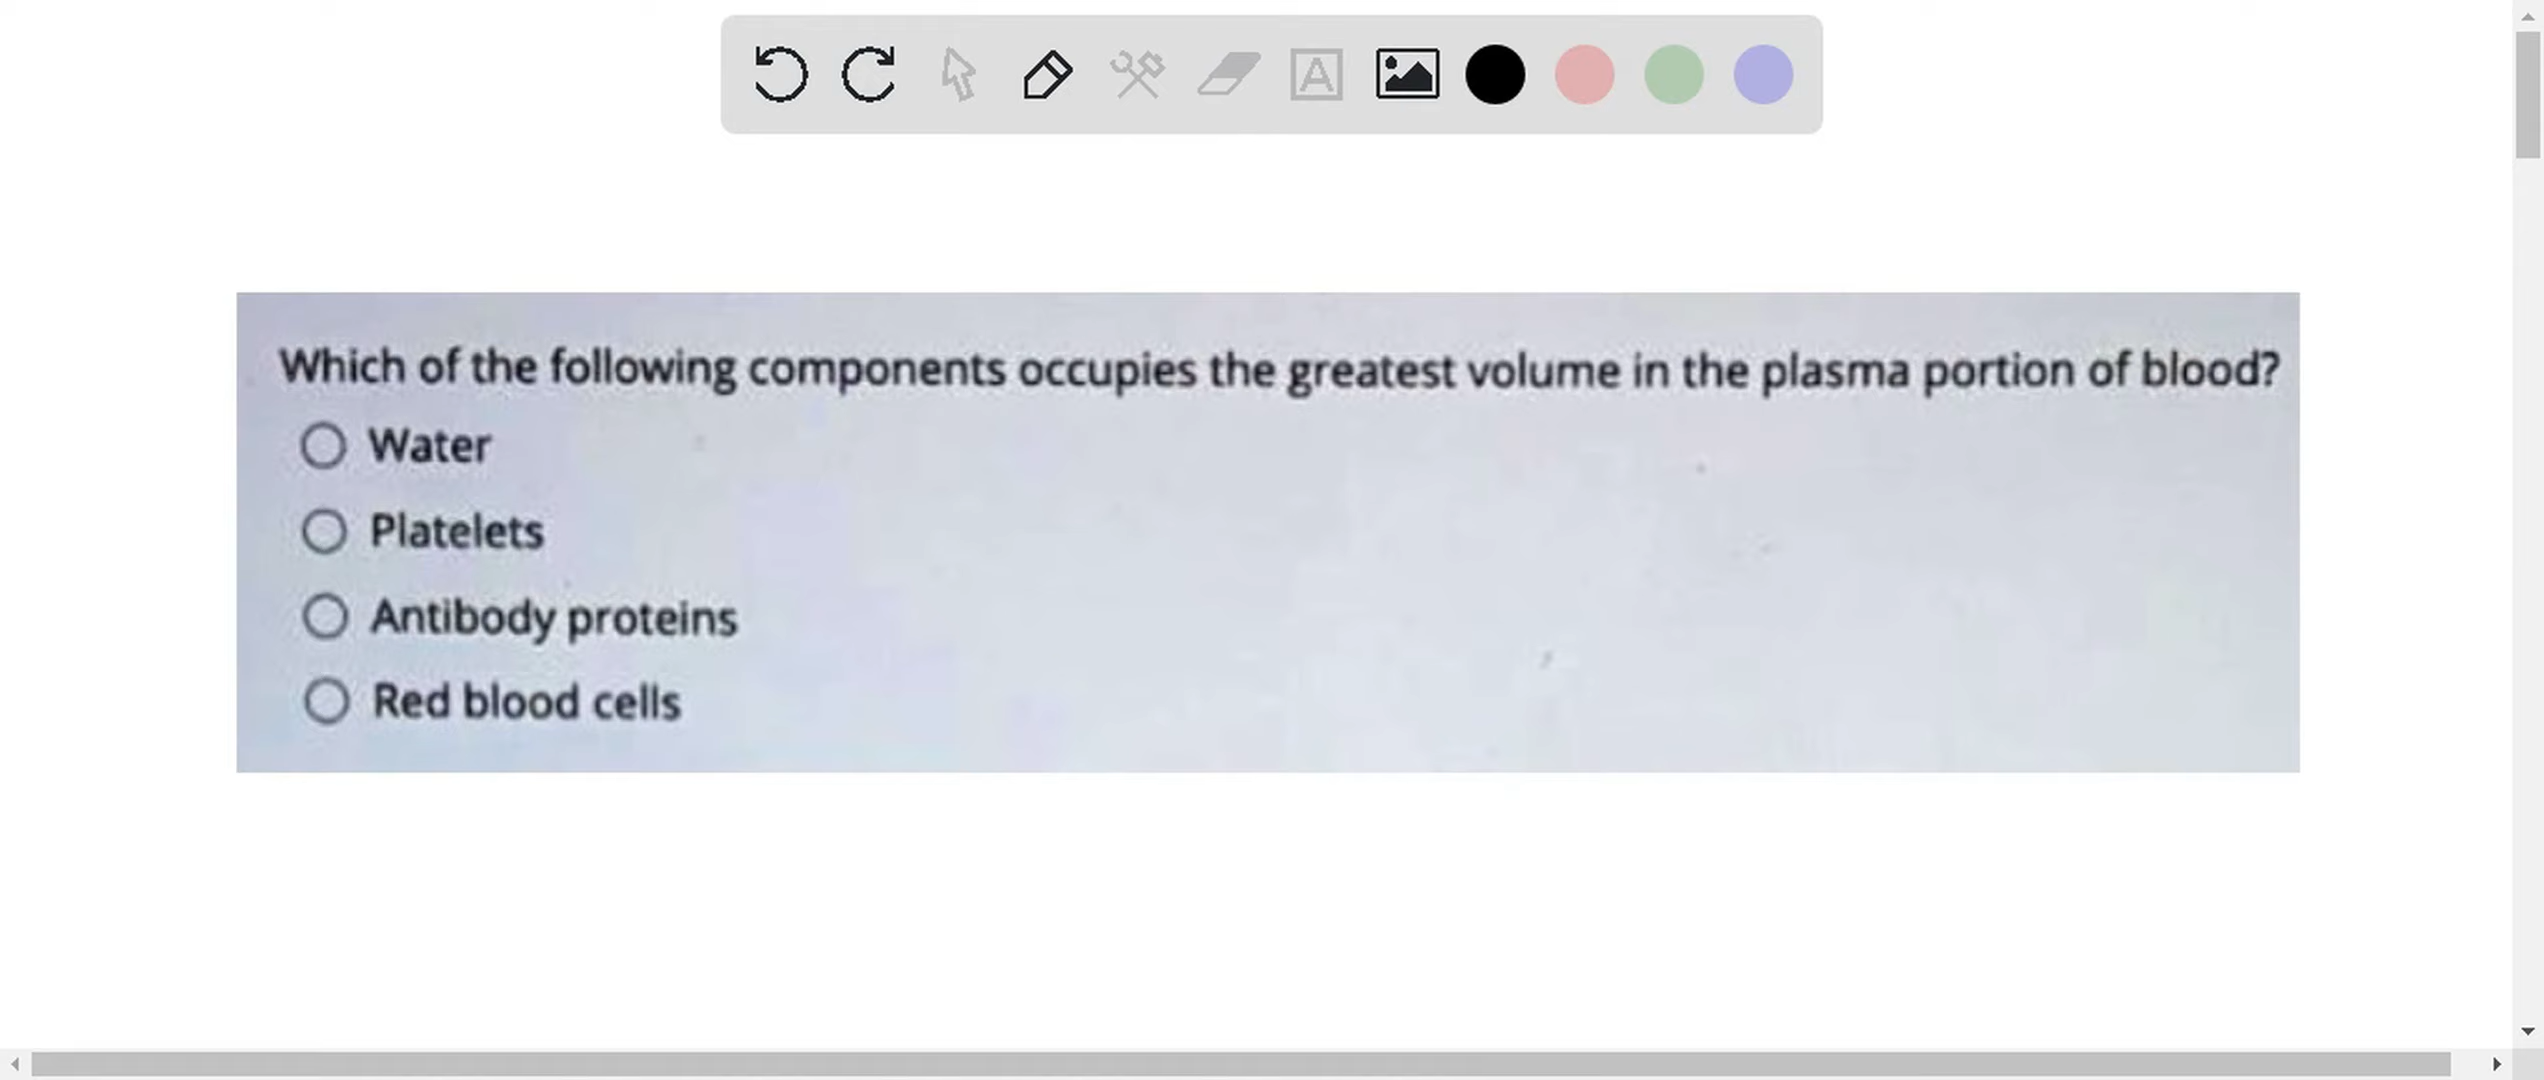 A
Which of the following components occupies the greatest volume in the plasma portion of blood?
Water
Platelets
Antibody proteins
Red blood cells